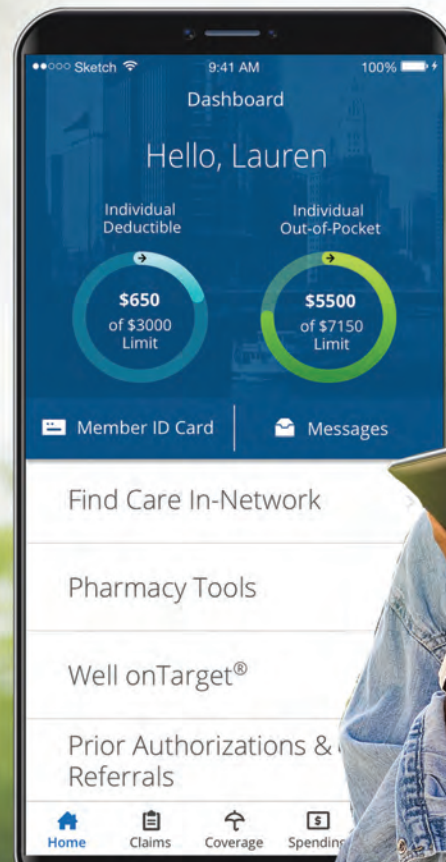 Sketch 9:41 AM 100%
Dashboard
Hello, Lauren
Individual
Deductible
Individual
Out-of-Pocket
$650
of $3000
Limit
$5500
of $7150
Limit
Member ID Card
Messages
Find Care In-Network
Pharmacy Tools
Well onTarget®
Prior Authorizations &
Referrals
Home Claims Coverage Spending